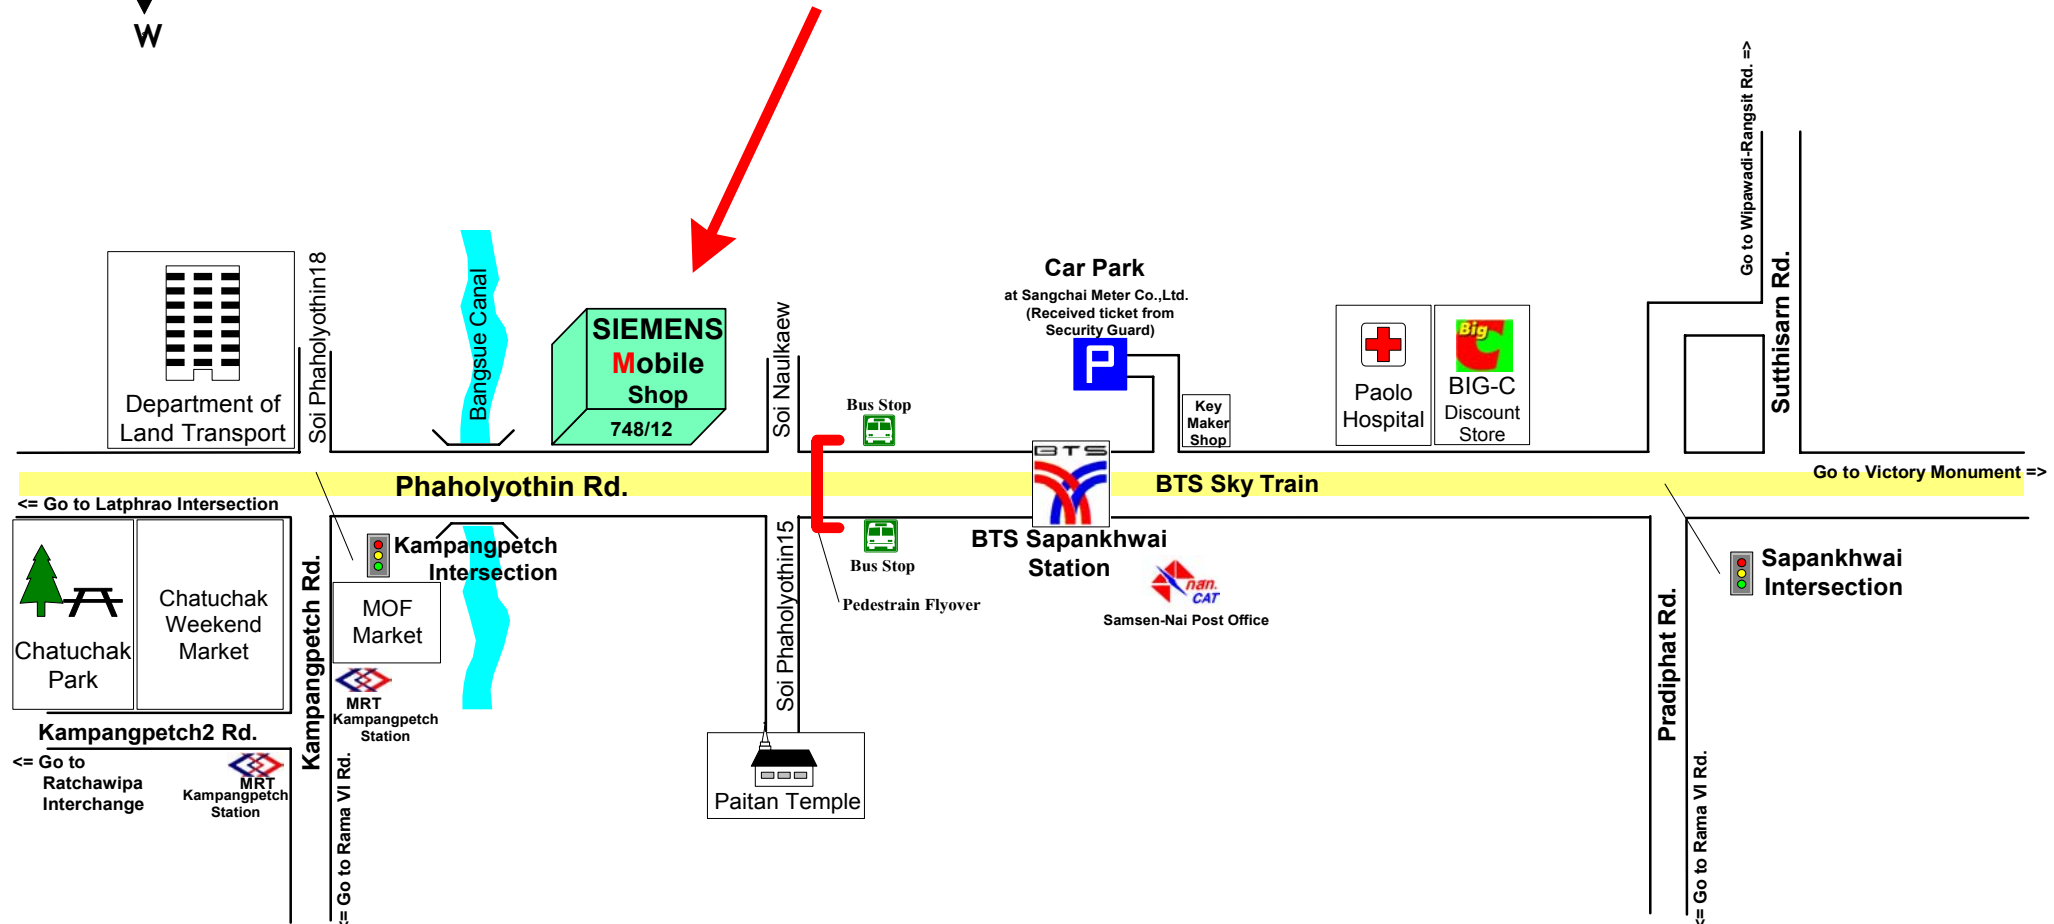 W
Go to Wipawadi-Rangsit Rd. =>
Sutthisarn Rd.
Soi Phaholyothin18
Department of
Land Transport
Bangsue Canal
SIEMENS
Mobile
Shop
748/12
Soi Naulkaew
Bus Stop
Car Park
at Sangchai Meter Co.,Ltd.
(Received ticket from
Security Guard)
P
Key
Maker
Shop
Paolo
Hospital
Big
C
BIG-C
Discount
Store
BTS
Phaholyothin Rd.
BTS Sky Train
Go to Victory Monument =>
<= Go to Latphrao Intersection
Kampangpetch
Intersection
BTS Sapankhwai
Station
Bus Stop
Pedestrain Flyover
nan.
CAT
Samsen-Nai Post Office
Sapankhwai
Intersection
Chatuchak
Park
Chatuchak
Weekend
Market
Kampangpetch Rd.
MOF
Market
MRT
Kampangpetch
Station
Soi Phaholyothin15
Pradiphat Rd.
Kampangpetch2 Rd.
<= Go to
Ratchawipa
Interchange
MRT
Kampangpetch
Station
<= Go to Rama VI Rd.
Paitan Temple
<= Go to Rama VI Rd.